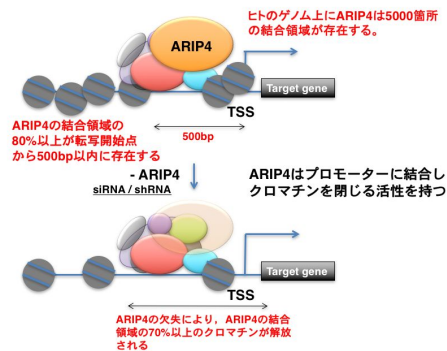 ヒトのゲノム上にARIP4は5000箇所
の結合領域が存在する。
ARIP4
Target gene
TSS
500bp
ARIP4の結合領域の
80%以上が転写開始点
から500bp以内に存在する
- ARIP4
siRNA / shRNA
ARIP4はプロモーターに結合し
クロマチンを閉じる活性を持つ
Target gene
TSS
ARIP4の欠失により，ARIP4の結合
領域の70%以上のクロマチンが解放
される